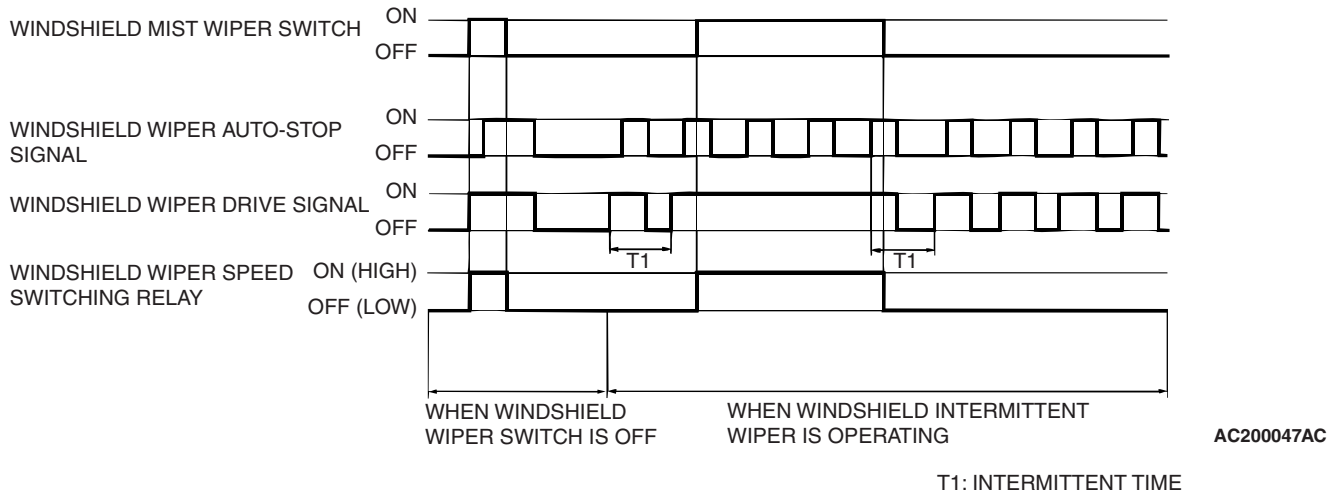 WINDSHIELD MIST WIPER SWITCH
ON
OFF
WINDSHIELD WIPER AUTO-STOP
SIGNAL
ON
OFF
WINDSHIELD WIPER DRIVE SIGNAL
ON
OFF
T1
T1
WINDSHIELD WIPER SPEED
SWITCHING RELAY
ON (HIGH)
OFF (LOW)
WHEN WINDSHIELD
WIPER SWITCH IS OFF
WHEN WINDSHIELD INTERMITTENT
WIPER IS OPERATING
AC200047AC
T1: INTERMITTENT TIME